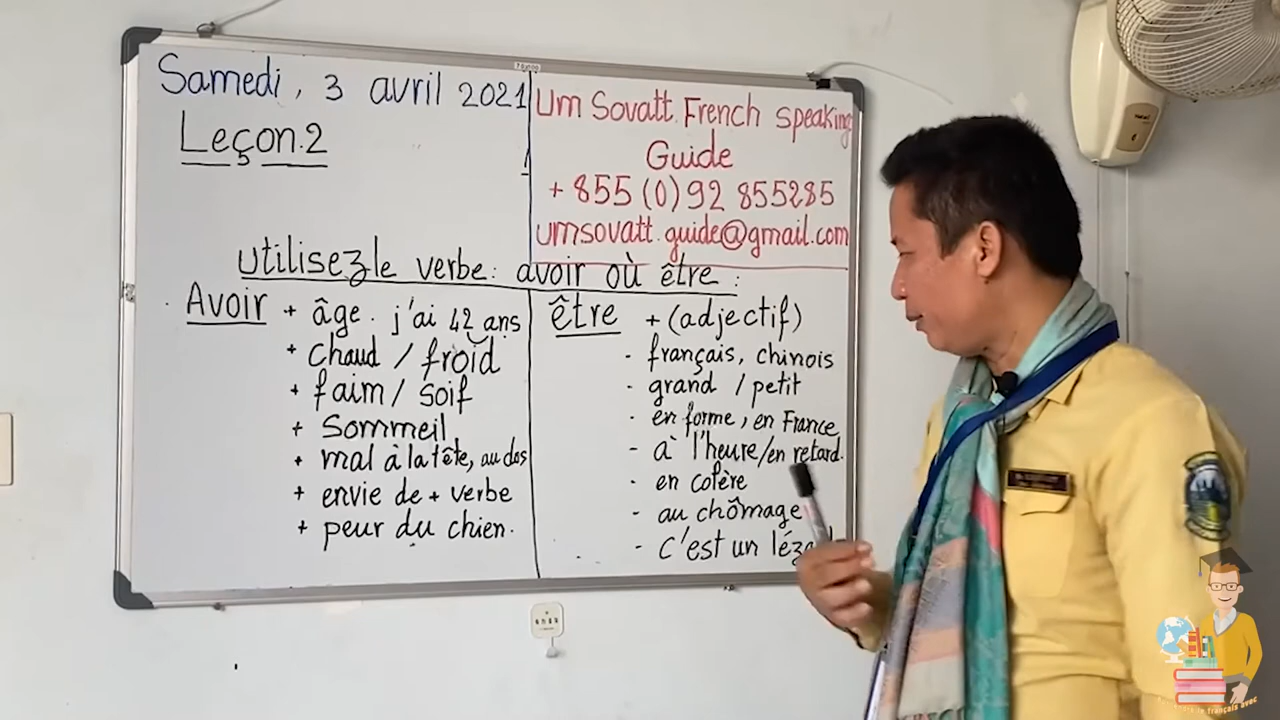 Samedi, 3 avril 2021
Leçon.2
Um Sovatt French speaking
Guide
+ 855 (0) 92 855285
umsovatt.guide@gmail.com
utilisez le verbe: avoir où être :
Avoir + âge. j'ai 42 ans
+ chaud / froid
+ faim / soif
+ Sommeil
+ mal à la tête, au dos
+ envie de + verbe
+ peur du chien.
être + (adjectif)
- français, chinois
- grand / petit
- en forme, en France
- à l'heure/en retard.
- en colère
- au chômage
- c'est un